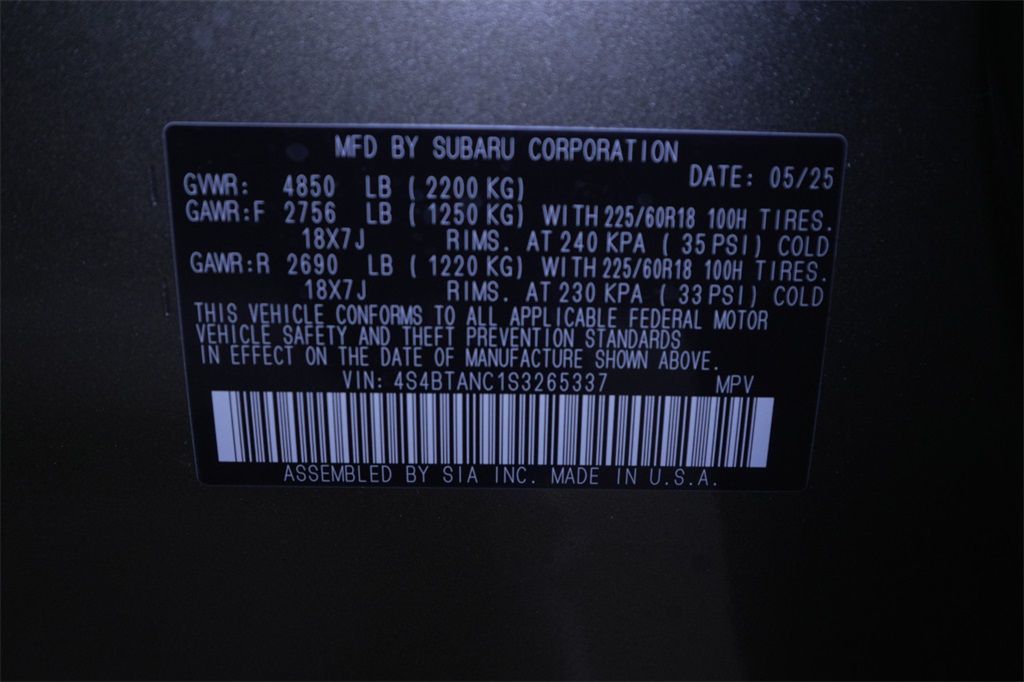 MFD BY SUBARU CORPORATION
DATE: 05/25
GVWR: 4850 LB (2200 KG)
GAWR:F 2756 LB (1250 KG) WITH 225/60R18 100H TIRES.
18X7J RIMS. AT 240 KPA (35 PSI) COLD
GAWR:R 2690 LB (1220 KG) WITH 225/60R18 100H TIRES.
18X7J RIMS. AT 230 KPA (33 PSI) COLD
THIS VEHICLE CONFORMS TO ALL APPLICABLE FEDERAL MOTOR
VEHICLE SAFETY AND THEFT PREVENTION STANDARDS
IN EFFECT ON THE DATE OF MANUFACTURE SHOWN ABOVE.
VIN: 4S4BTANC1S3265337 MPV
ASSEMBLED BY SIA INC. MADE IN U.S.A.